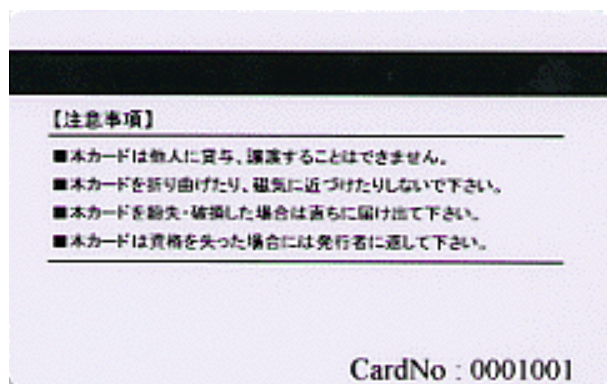 【注意事項】
■本カードは他人に貸与、譲渡することはできません。
■本カードを折り曲げたり、磁気に近づけたりしないで下さい。
■本カードを紛失・破損した場合は直ちに届け出て下さい。
■本カードは資格を失った場合には発行者に返して下さい。
CardNo : 0001001